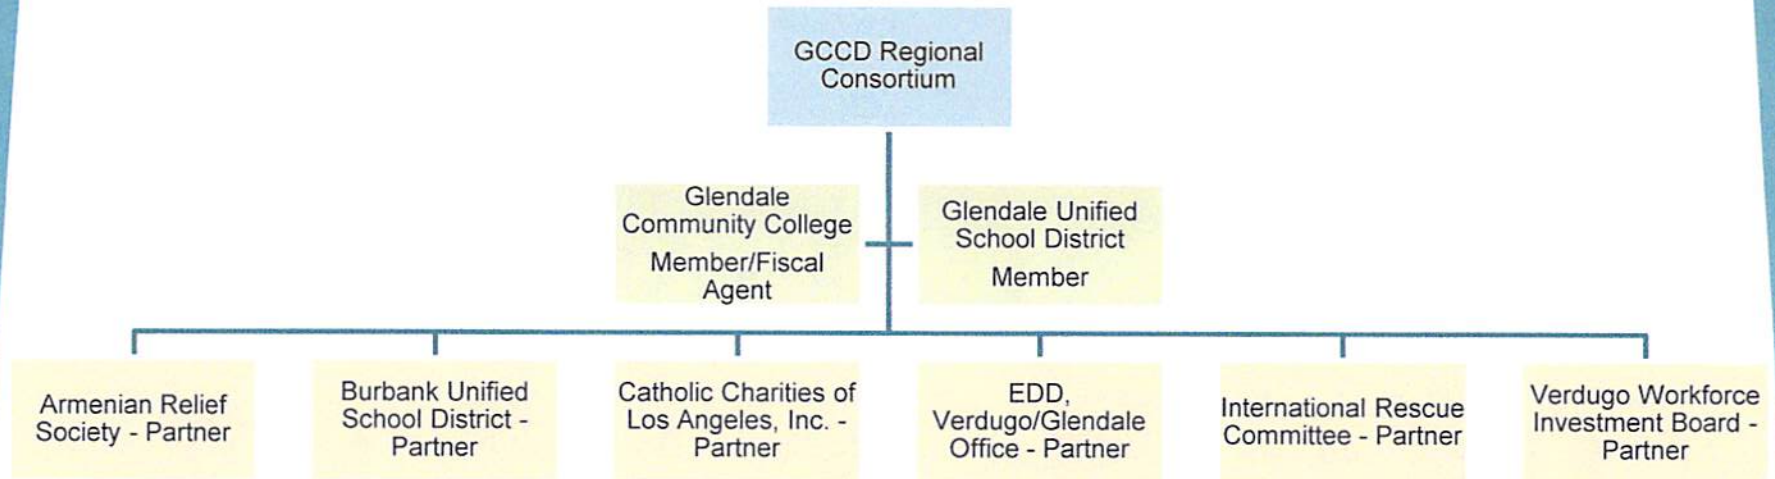 GCCD Regional
Consortium
Glendale
Community College
Member/Fiscal
Agent
Glendale Unified
School District
Member
Armenian Relief
Society - Partner
Burbank Unified
School District -
Partner
Catholic Charities of
Los Angeles, Inc. -
Partner
EDD,
Verdugo/Glendale
Office - Partner
International Rescue
Committee - Partner
Verdugo Workforce
Investment Board -
Partner